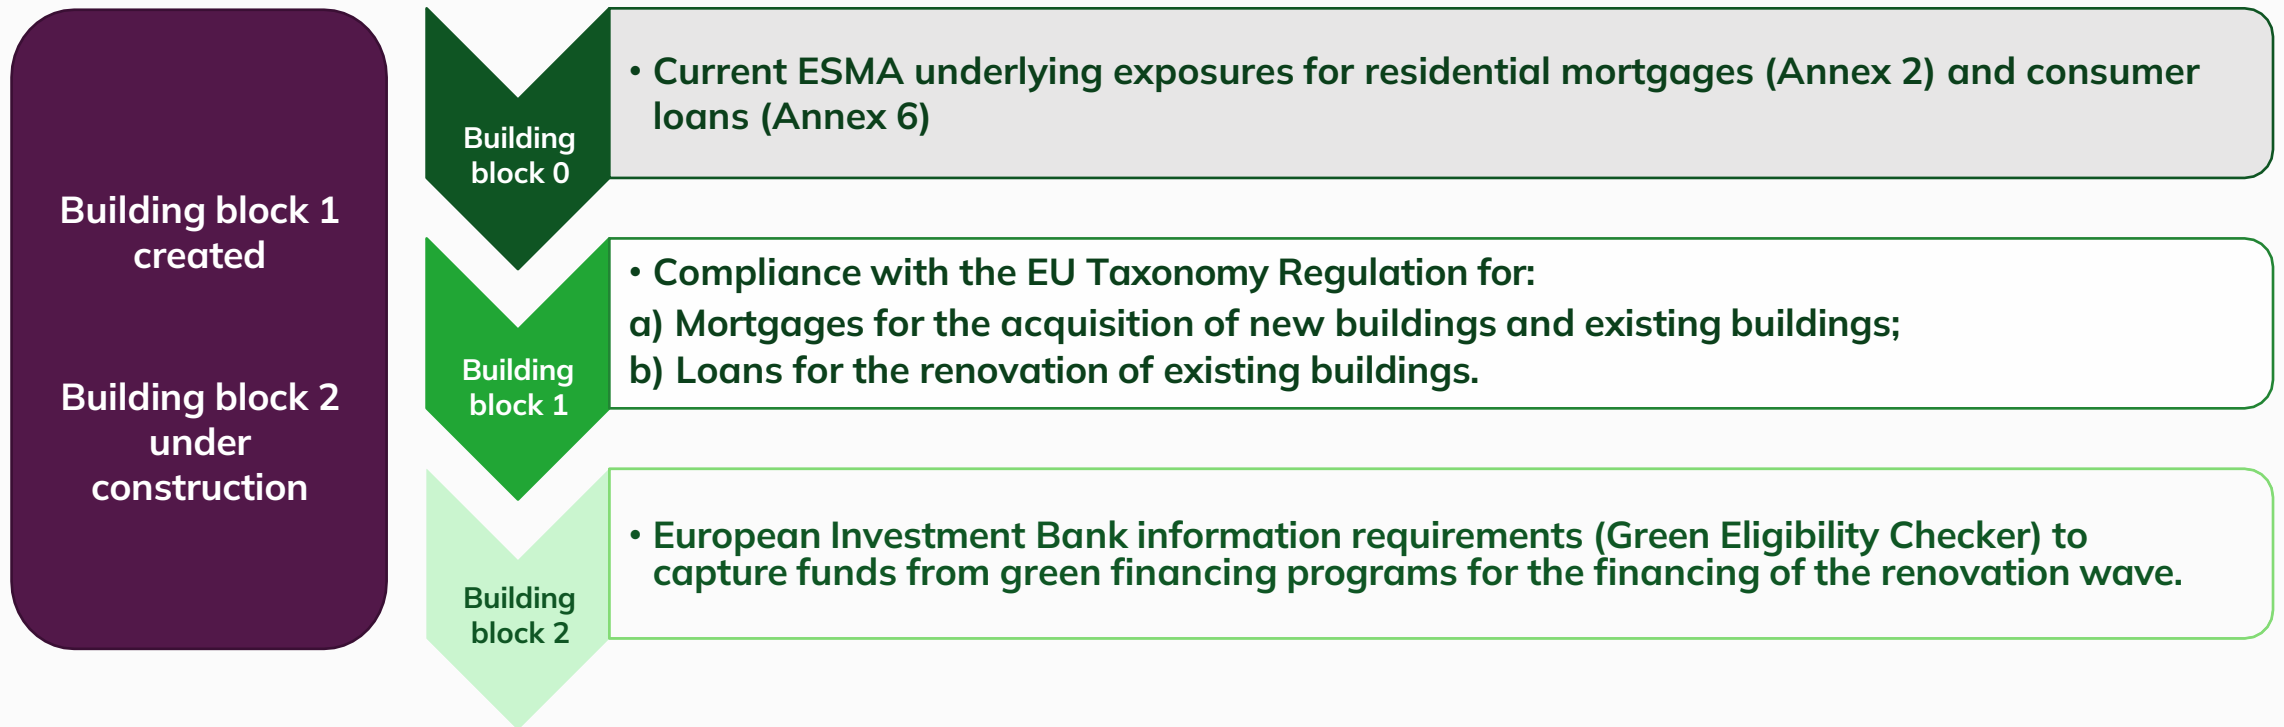 Building block 1
created
Building block 2
under
construction
Building
block 0
• Current ESMA underlying exposures for residential mortgages (Annex 2) and consumer
loans (Annex 6)
Building
block 1
• Compliance with the EU Taxonomy Regulation for:
a) Mortgages for the acquisition of new buildings and existing buildings;
b) Loans for the renovation of existing buildings.
Building
block 2
• European Investment Bank information requirements (Green Eligibility Checker) to
capture funds from green financing programs for the financing of the renovation wave.